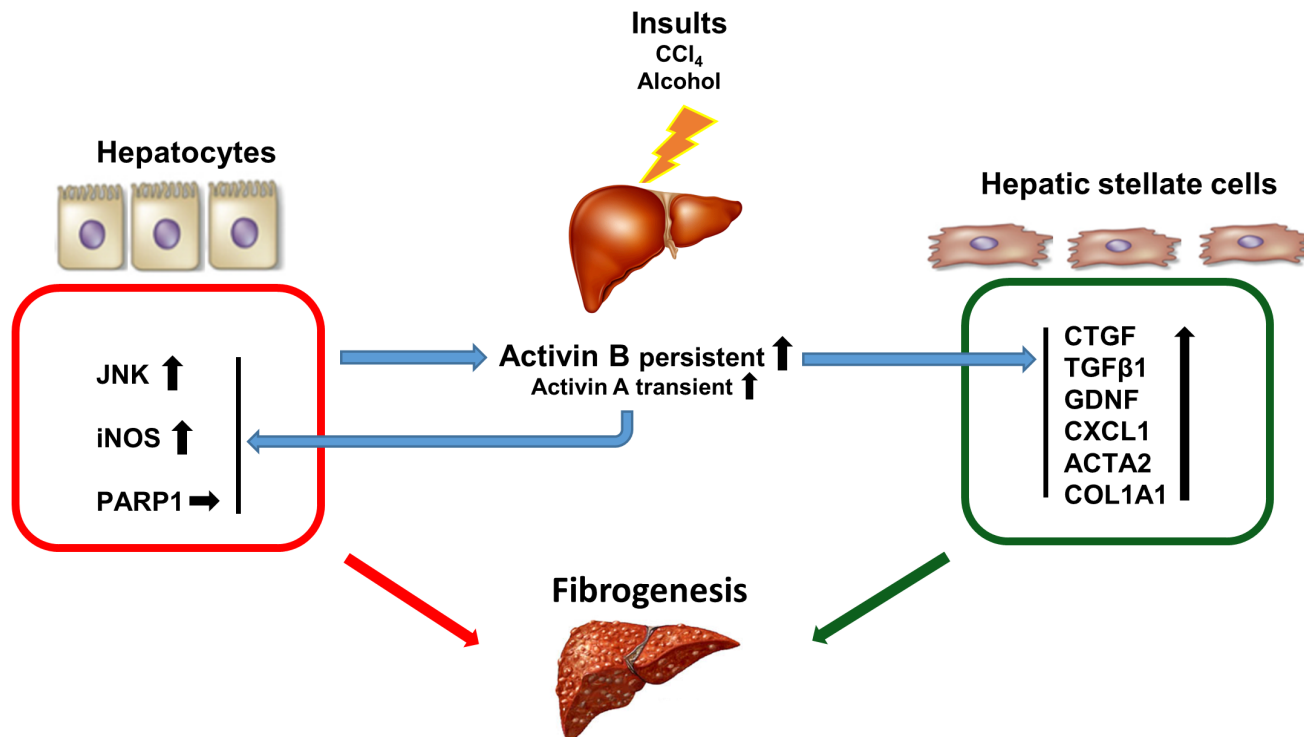 Insults
CCl₄
Alcohol
Hepatocytes
Hepatic stellate cells
JNK
iNOS
PARP1
Activin B persistent
Activin A transient
CTGF
TGFβ1
GDNF
CXCL1
ACTA2
COL1A1
Fibrogenesis